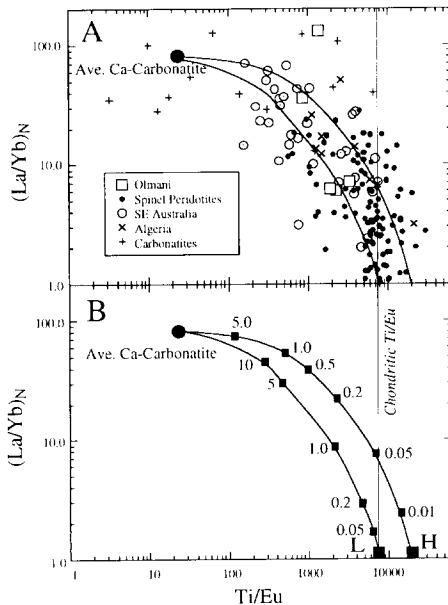 A
100.0
Ave. Ca-Carbonatite
(La/Yb)N
10.0
Olmani
Spinel Peridotites
SE Australia
Algeria
Carbonatites
1.0
B
5.0
100.0
1.0
Ave. Ca-Carbonatite
10
0.5
5
0.2
Chondritic Ti/Eu
(La/Yb)N
10.0
1.0
0.05
0.2
0.01
0.05
L
H
1.0
1
10
100
1000
10000
Ti/Eu